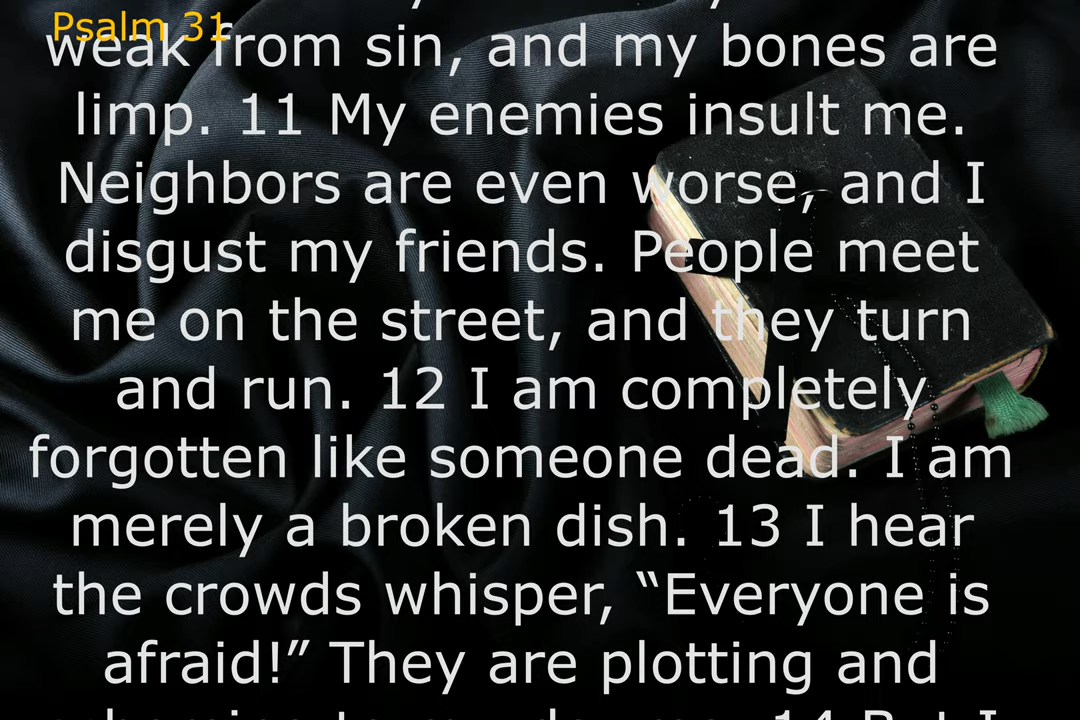 Psalm 31
weak from sin, and my bones are
limp. 11 My enemies insult me.
Neighbors are even worse, and I
disgust my friends. People meet
me on the street, and they turn
and run. 12 I am completely
forgotten like someone dead. I am
merely a broken dish. 13 I hear
the crowds whisper, “Everyone is
afraid!” They are plotting and
14 But I